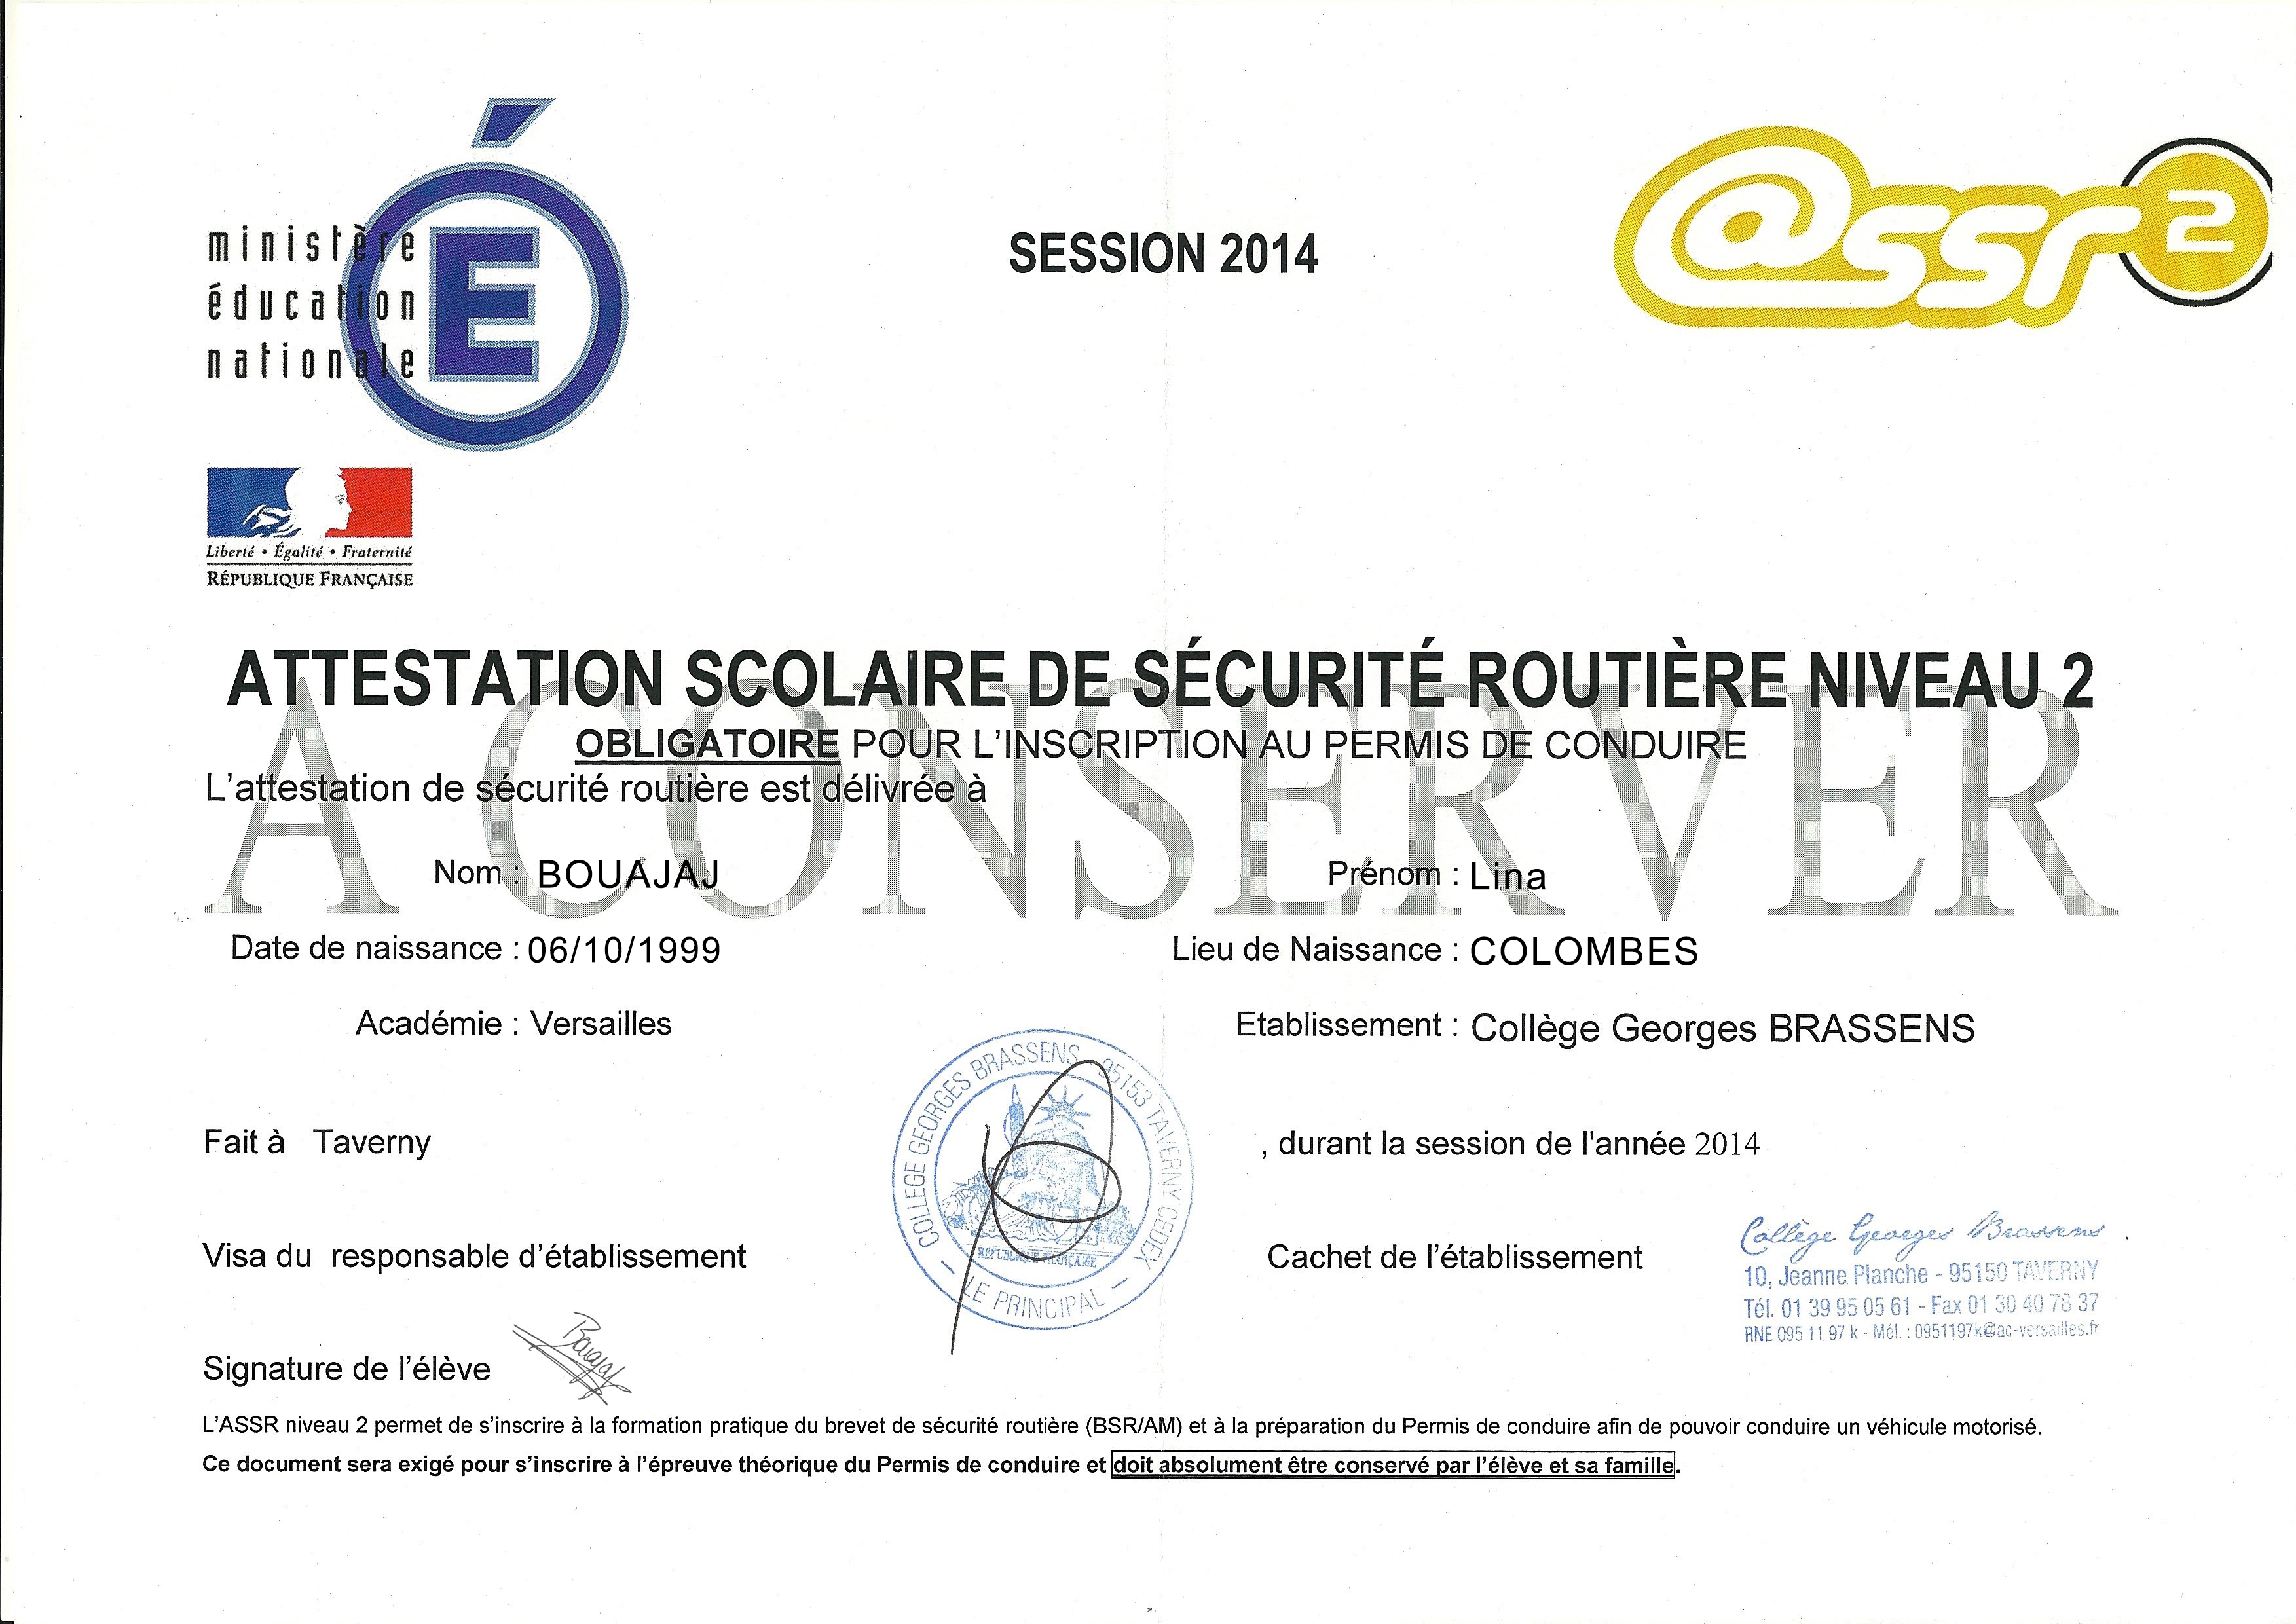 ministère
éducation
nationale
SESSION 2014
@ssr2
Liberté • Égalité • Fraternité
RÉPUBLIQUE FRANÇAISE
ATTESTATION SCOLAIRE DE SÉCURITÉ ROUTIÈRE NIVEAU 2
A CONSERVER
OBLIGATOIRE POUR L'INSCRIPTION AU PERMIS DE CONDUIRE
L'attestation de sécurité routière est délivrée à
Nom : BOUAJAJ Prénom : Lina
Date de naissance : 06/10/1999 Lieu de Naissance : COLOMBES
Académie : Versailles Etablissement : Collège Georges BRASSENS
COLLEGE GEORGES BRASSENS 95153 TAVERNY CEDEX
RÉPUBLIQUE FRANÇAISE
LE PRINCIPAL
Fait à Taverny , durant la session de l'année 2014
Visa du responsable d'établissement Cachet de l'établissement
Collège Georges Brassens
10, Jeanne Planche - 95150 TAVERNY
Tél. 01 39 95 05 61 - Fax 01 30 40 78 37
RNE 095 11 97 k - Mél. : 0951197k@ac-versailles.fr
Signature de l'élève
L'ASSR niveau 2 permet de s'inscrire à la formation pratique du brevet de sécurité routière (BSR/AM) et à la préparation du Permis de conduire afin de pouvoir conduire un véhicule motorisé.
Ce document sera exigé pour s'inscrire à l'épreuve théorique du Permis de conduire et doit absolument être conservé par l'élève et sa famille.